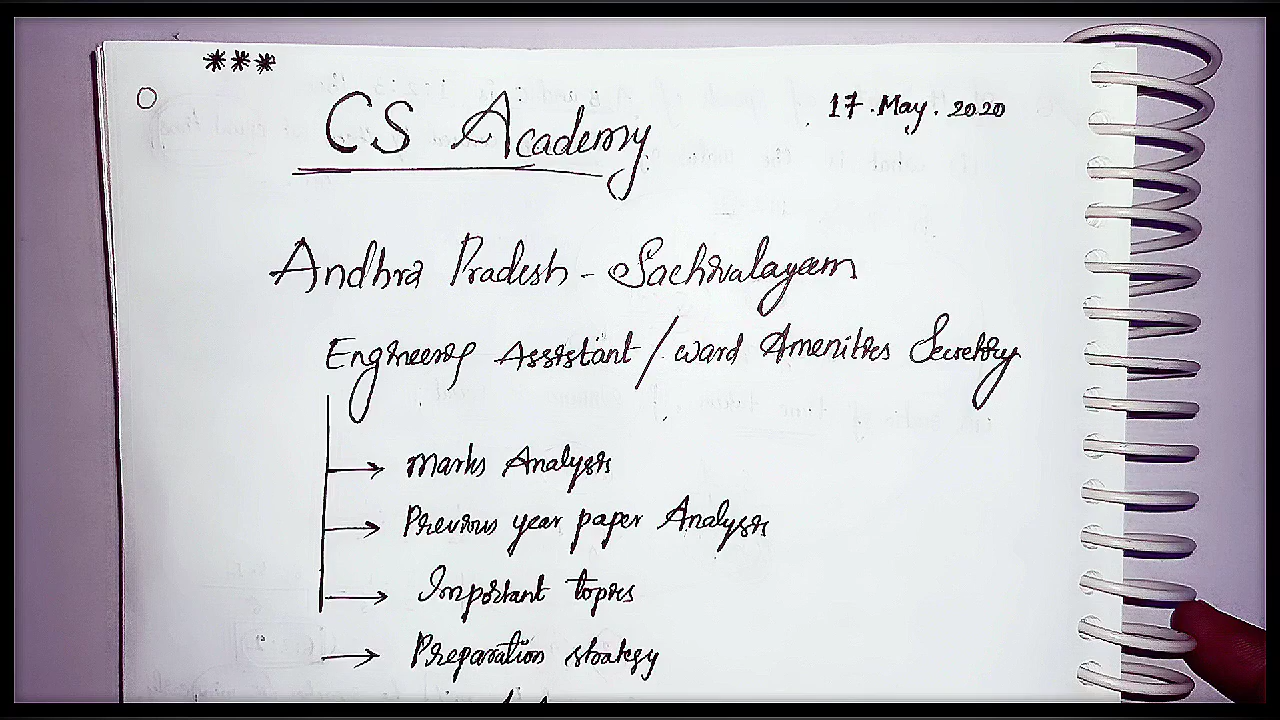 ***
CS Academy
17. May. 2020
Andhra Pradesh - Sachivalayam
Engineering Assistant / ward Amenities Secretry
→ Marks Analysis
→ Previous year paper Analysis
→ Important topics
→ Preparation strategy